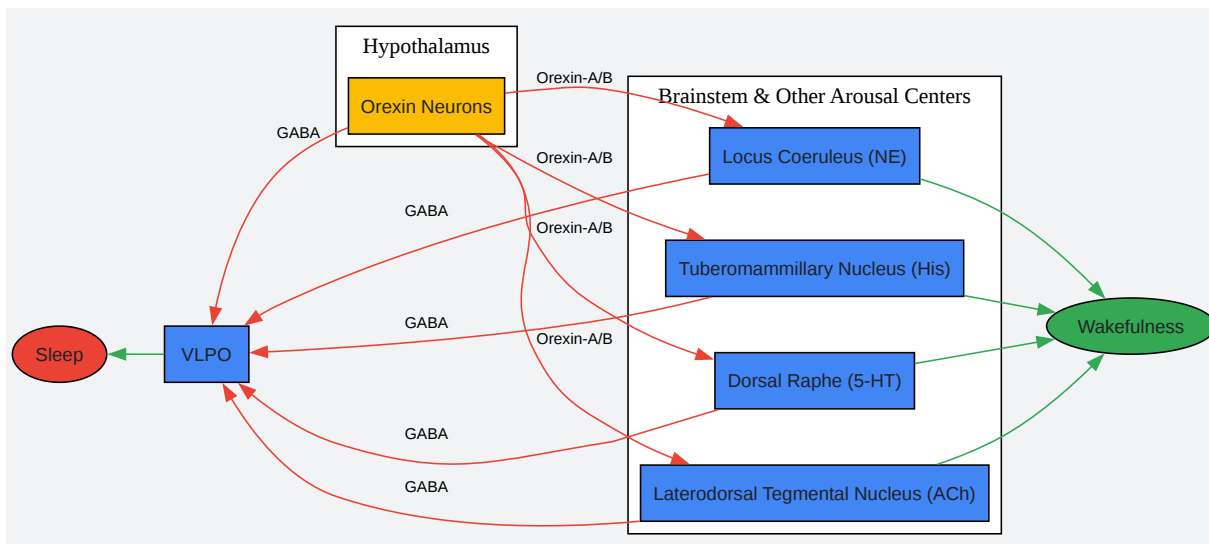 Hypothalamus
Orexin Neurons
Orexin-A/B
Brainstem & Other Arousal Centers
GABA
Locus Coeruleus (NE)
Orexin-A/B
GABA
Orexin-A/B
Tuberomammillary Nucleus (His)
GABA
Wakefulness
Orexin-A/B
Sleep
VLPO
Dorsal Raphe (5-HT)
GABA
GABA
Laterodorsal Tegmental Nucleus (ACh)